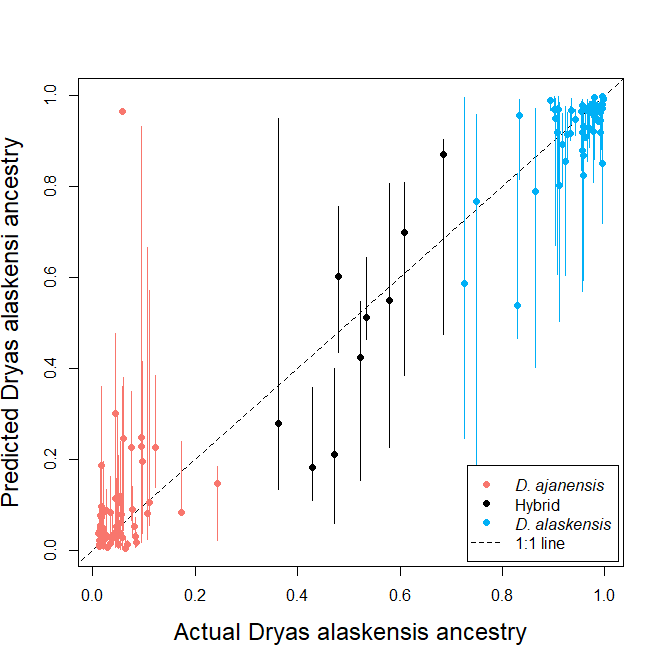 Predicted Dryas alaskensi ancestry
1.0
0.8
0.6
0.4
0.2
0.0
D. ajanensis
Hybrid
D. alaskensis
1:1 line
0.0 0.2 0.4 0.6 0.8 1.0
Actual Dryas alaskensis ancestry